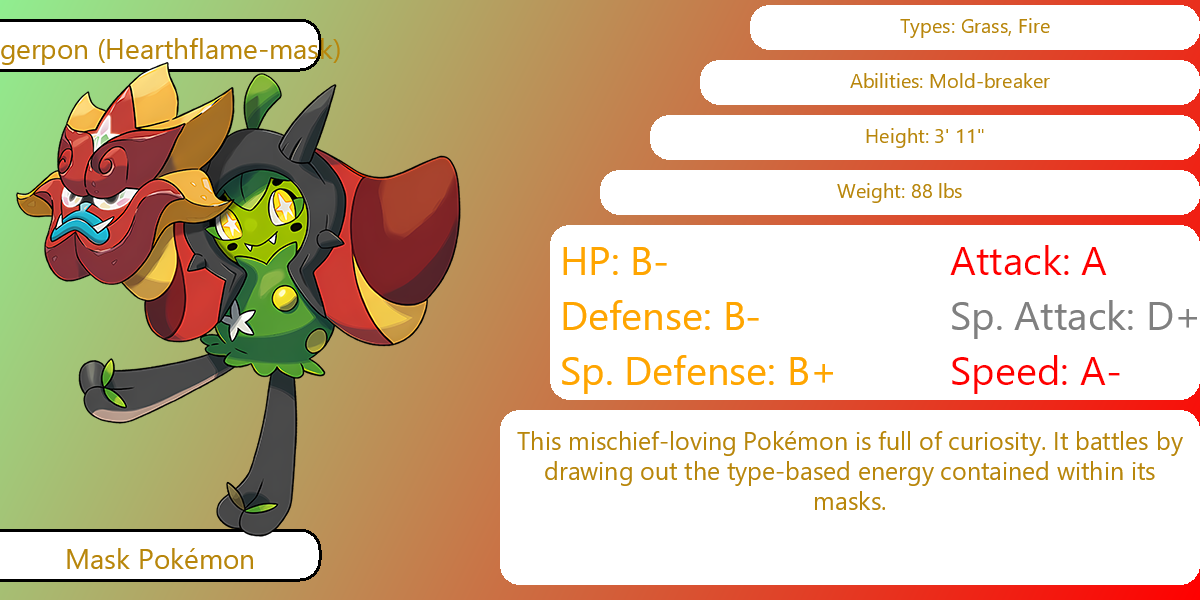 gerpon (Hearthflame-mask)
Types: Grass, Fire
Abilities: Mold-breaker
Height: 3' 11"
Weight: 88 lbs
HP: B-
Attack: A
Defense: B-
Sp. Attack: D+
Sp. Defense: B+
Speed: A-
This mischief-loving Pokémon is full of curiosity. It battles by
drawing out the type-based energy contained within its
masks.
Mask Pokémon